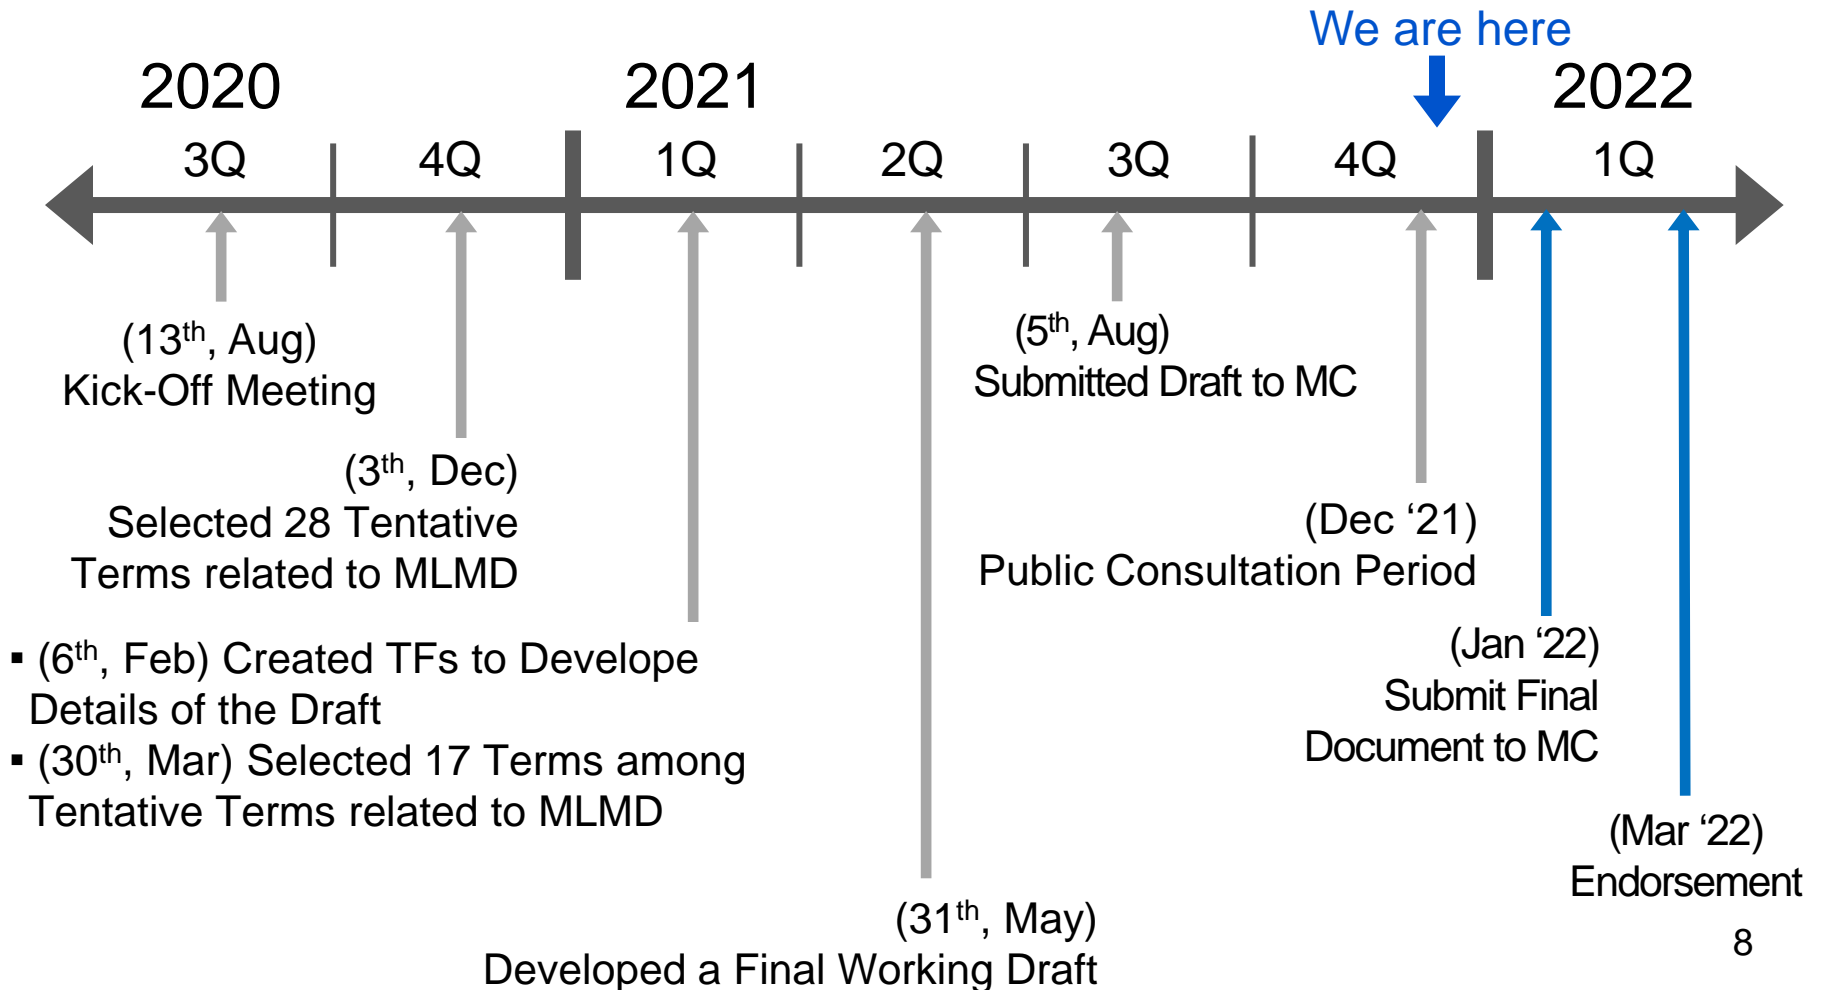 We are here
2020
2021
2022
3Q
4Q
1Q
2Q
3Q
4Q
1Q
(13th, Aug)
Kick-Off Meeting
(3th, Dec)
Selected 28 Tentative
Terms related to MLMD
▪ (6th, Feb) Created TFs to Develope
Details of the Draft
▪ (30th, Mar) Selected 17 Terms among
Tentative Terms related to MLMD
(31th, May)
Developed a Final Working Draft
(5th, Aug)
Submitted Draft to MC
(Dec ‘21)
Public Consultation Period
(Jan ‘22)
Submit Final
Document to MC
(Mar ‘22)
Endorsement
8